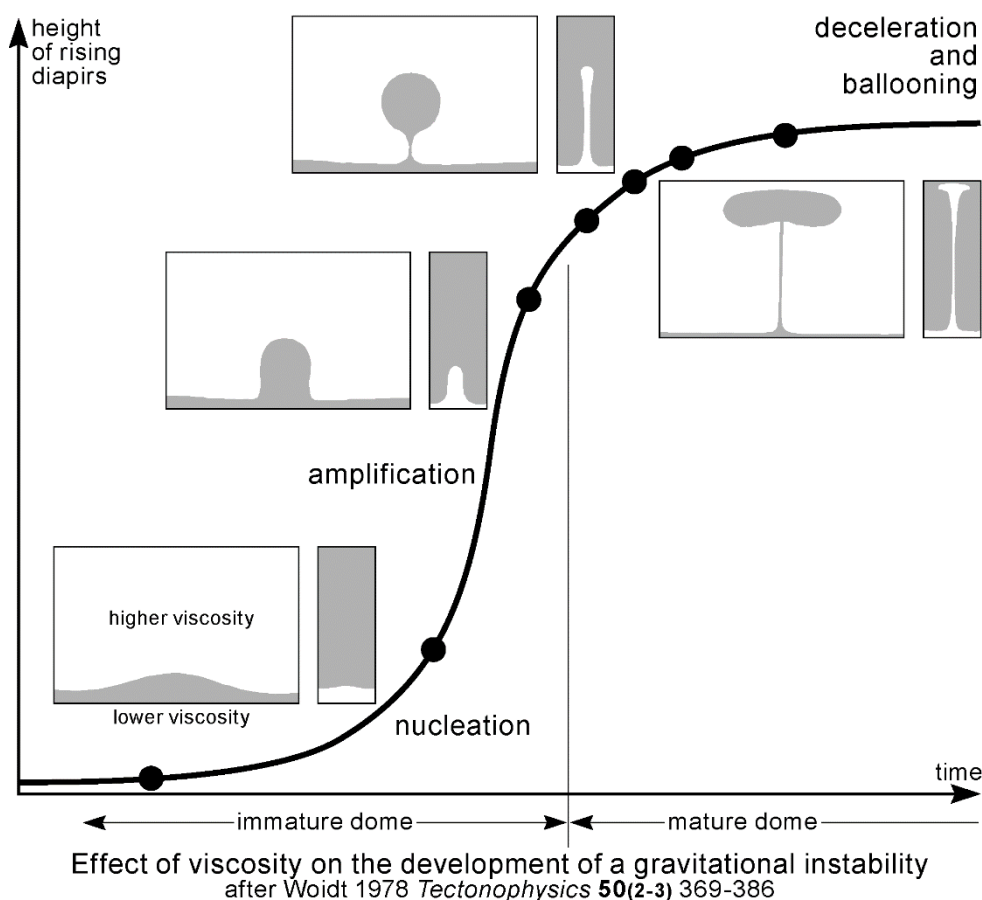 height
of rising
diapirs
deceleration
and
ballooning
amplification
higher viscosity
lower viscosity
nucleation
time
immature dome
mature dome
Effect of viscosity on the development of a gravitational instability
after Woidt 1978 Tectonophysics 50(2-3) 369-386